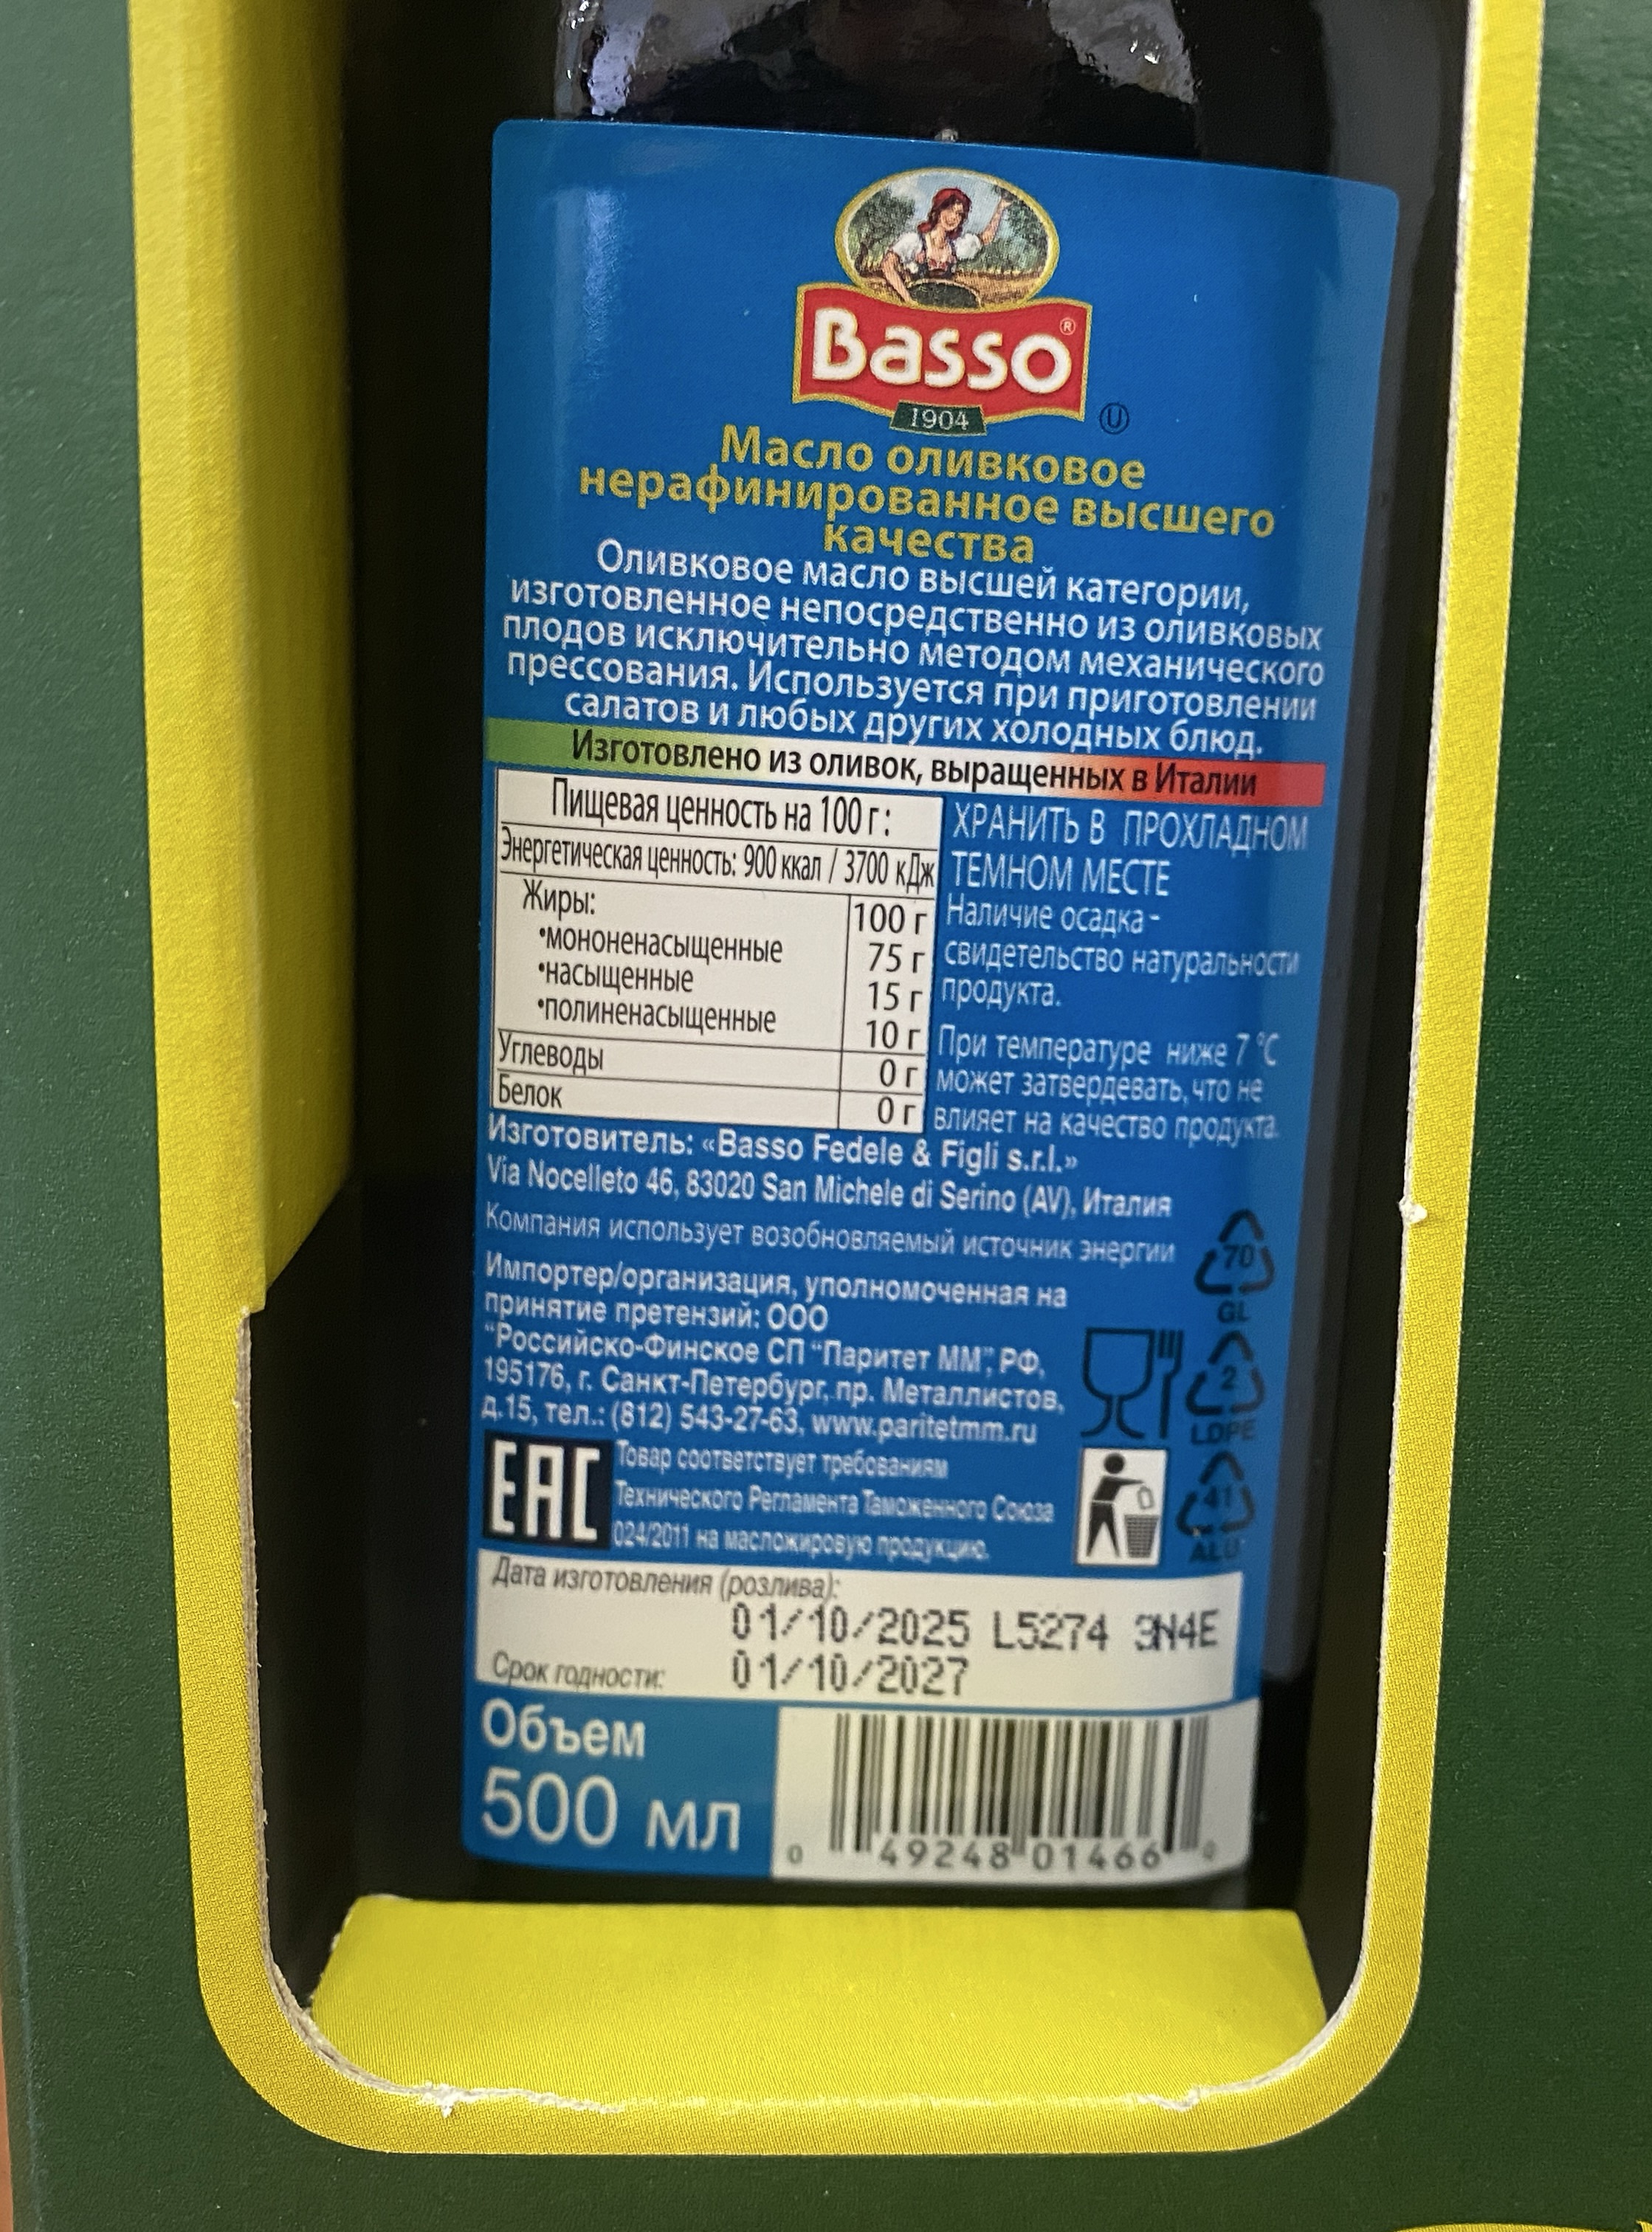 Basso®
1904
U
Масло оливковое
нерафинированное высшего
качества
Оливковое масло высшей категории,
изготовленное непосредственно из оливковых
плодов исключительно методом механического
прессования. Используется при приготовлении
салатов и любых других холодных блюд.
Изготовлено из оливок, выращенных в Италии
Пищевая ценность на 100 г:
Энергетическая ценность: 900 ккал / 3700 кДж
Жиры: 100 г
•мононенасыщенные 75 г
•насыщенные 15 г
•полиненасыщенные 10 г
Углеводы 0 г
Белок 0 г
ХРАНИТЬ В ПРОХЛАДНОМ
ТЕМНОМ МЕСТЕ
Наличие осадка -
свидетельство натуральности
продукта.
При температуре ниже 7 °C
может затвердевать, что не
влияет на качество продукта.
Изготовитель: «Basso Fedele & Figli s.r.l.»
Via Nocelleto 46, 83020 San Michele di Serino (AV), Италия
Компания использует возобновляемый источник энергии
Импортер/организация, уполномоченная на
принятие претензий: ООО
"Российско-Финское СП "Паритет ММ", РФ,
195176, г. Санкт-Петербург, пр. Металлистов,
д.15, тел.: (812) 543-27-63, www.paritetmm.ru
70
GL
2
LDPE
41
ALU
EAC
Товар соответствует требованиям
Технического Регламента Таможенного Союза
024/2011 на масложировую продукцию.
Дата изготовления (розлива):
01/10/2025 L5274 3N4E
Срок годности: 01/10/2027
Объем
500 мл
0 49248 01466 0